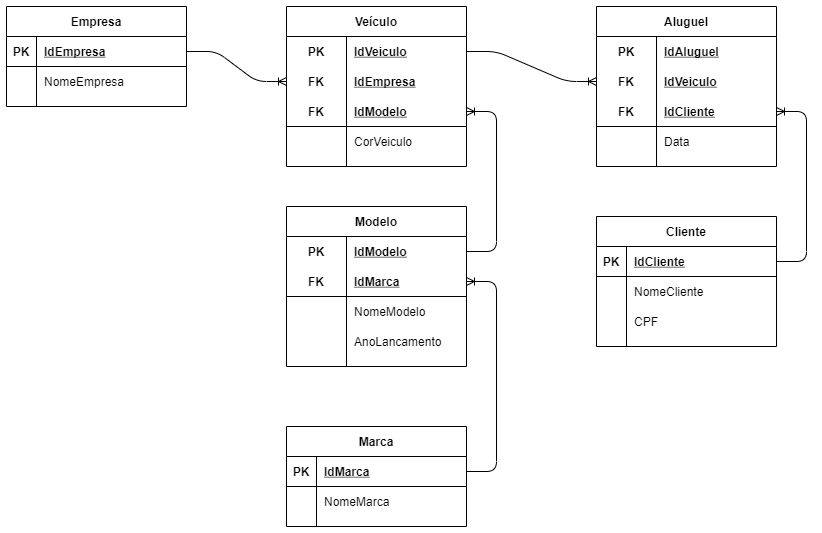 Empresa
PK IdEmpresa
NomeEmpresa
Veículo
PK IdVeiculo
FK IdEmpresa
FK IdModelo
CorVeiculo
Aluguel
PK IdAluguel
FK IdVeiculo
FK IdCliente
Data
Modelo
PK IdModelo
FK IdMarca
NomeModelo
AnoLancamento
Cliente
PK IdCliente
NomeCliente
CPF
Marca
PK IdMarca
NomeMarca